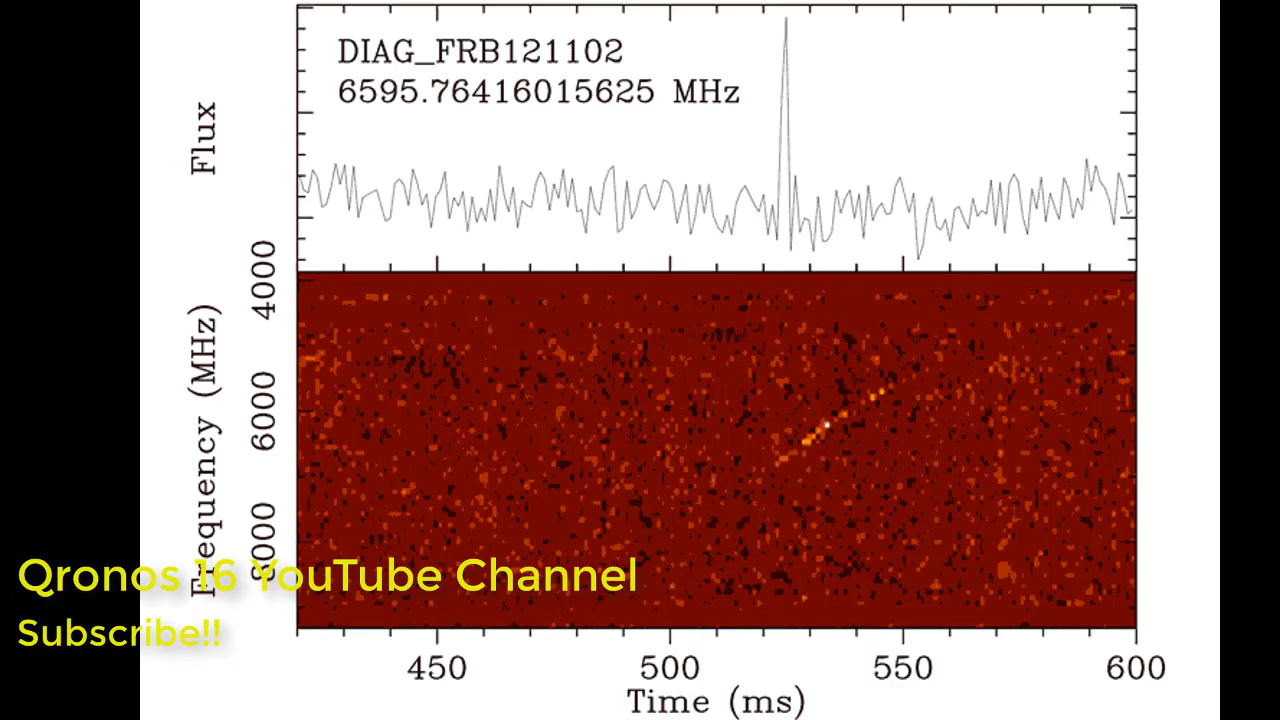 DIAG_FRB121102
6595.76416015625 MHz
Flux
4000
6000
8000
Frequency (MHz)
450 500 550 600
Time (ms)
Qronos 16 YouTube Channel
Subscribe!!